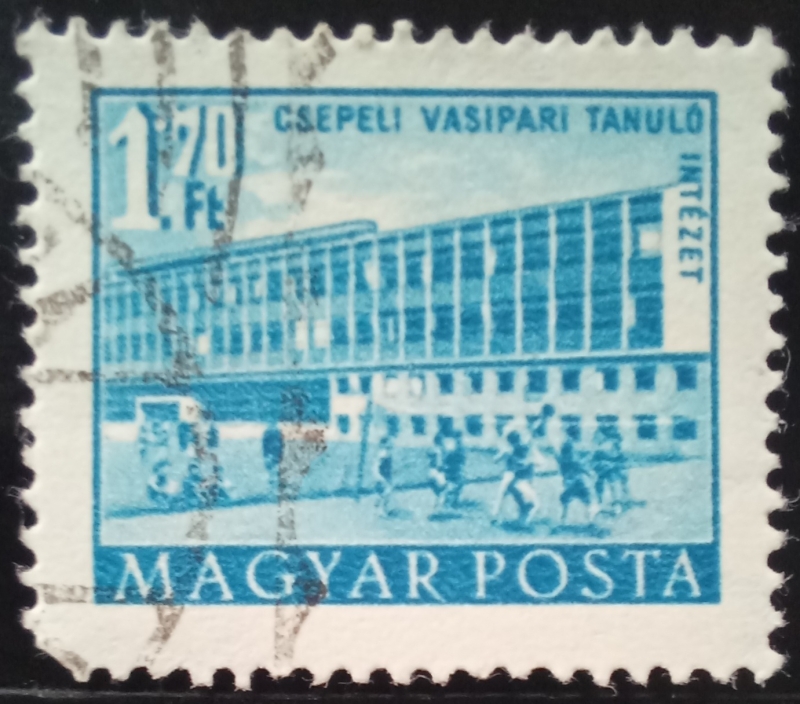 1.70 Ft
CSEPELI VASIPARI TANULÓ
INTÉZET
MAGYAR POSTA